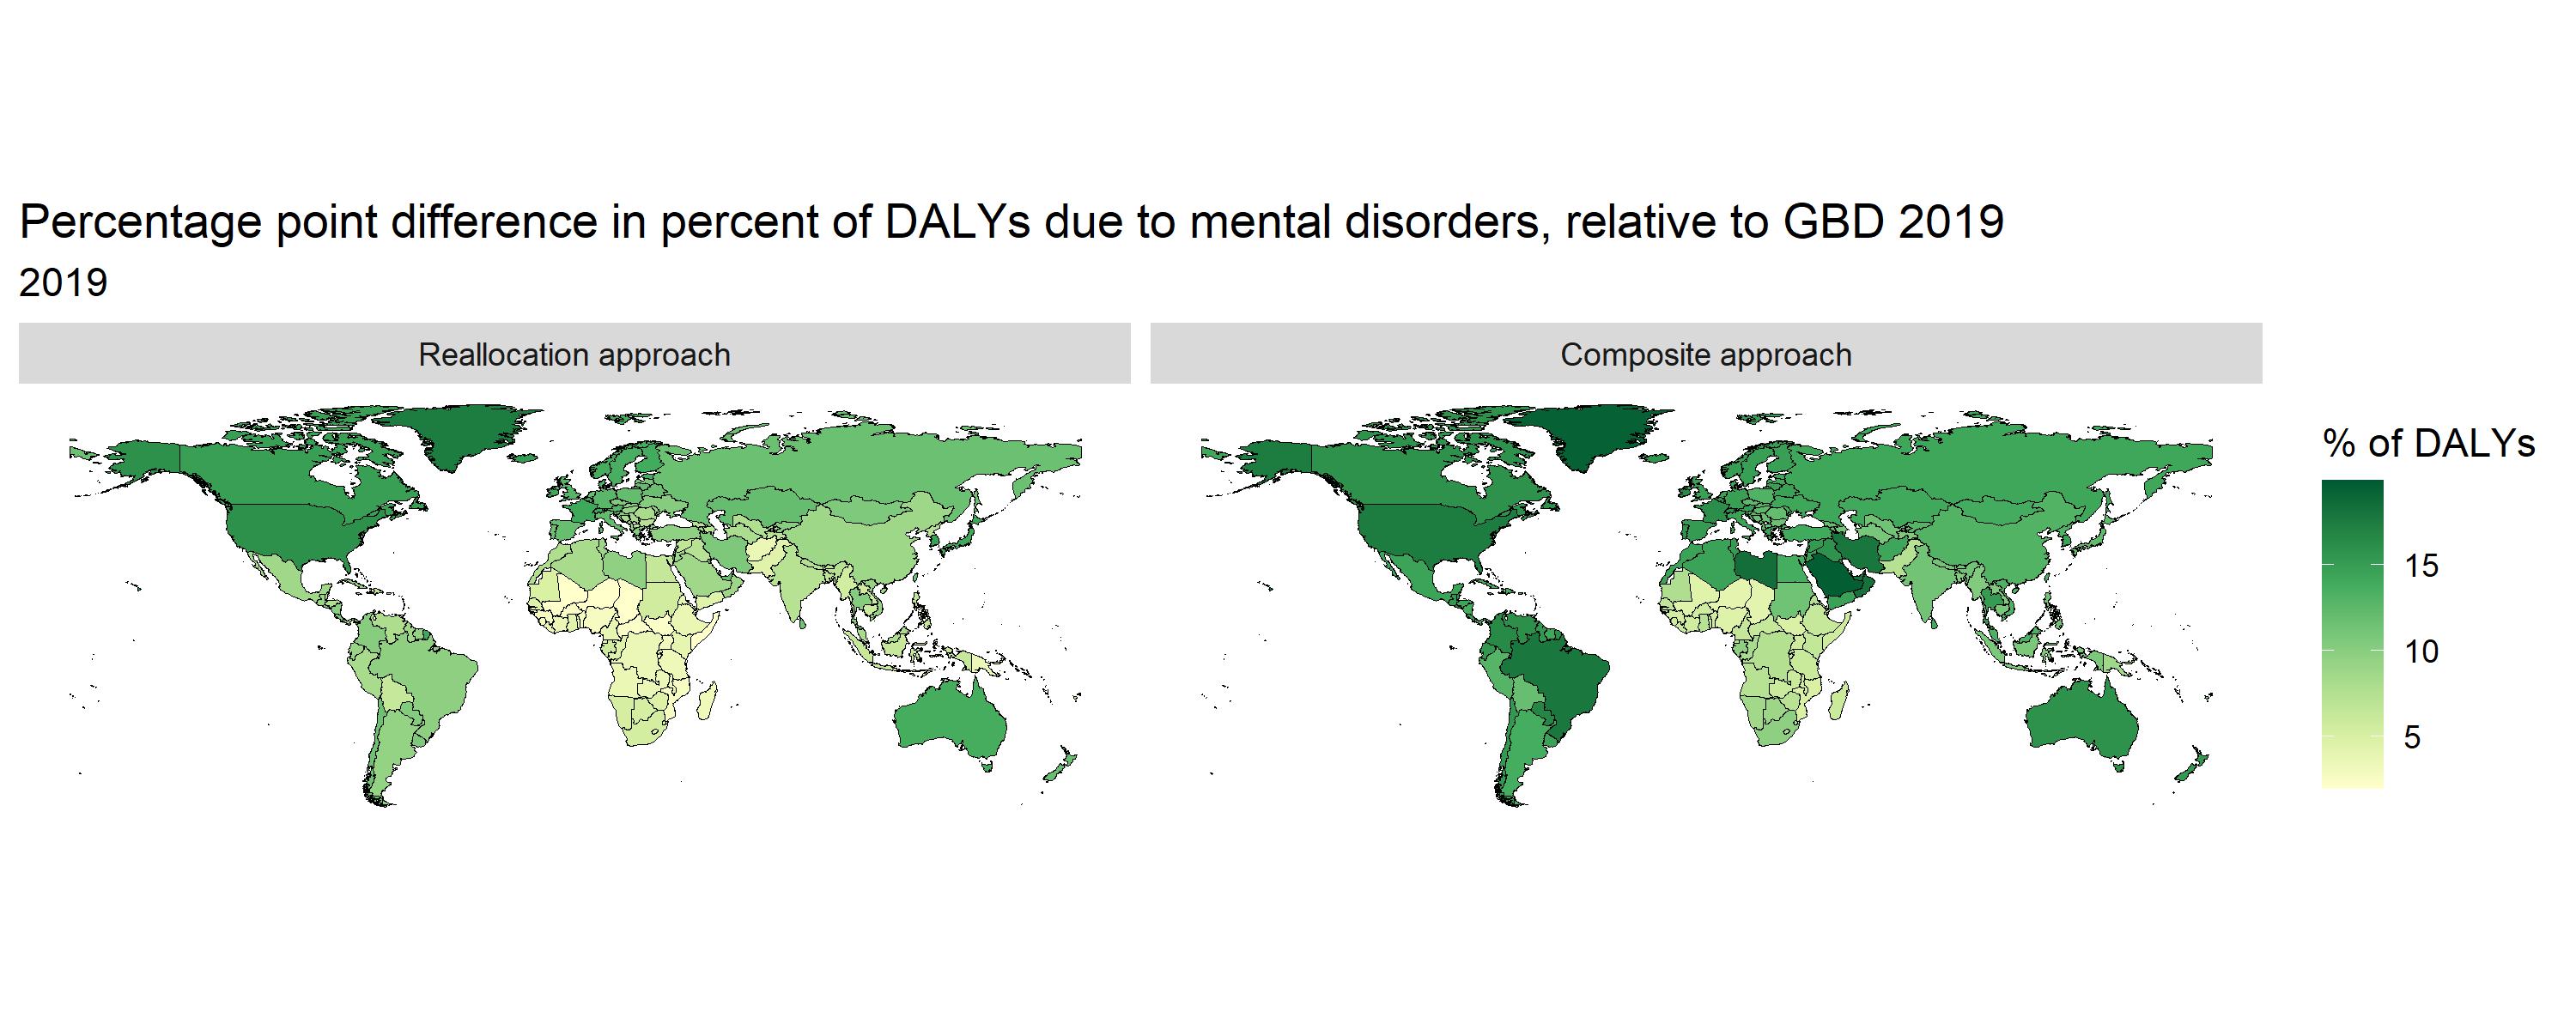 Percentage point difference in percent of DALYs due to mental disorders, relative to GBD 2019
2019
Reallocation approach
Composite approach
% of DALYs
15
10
5